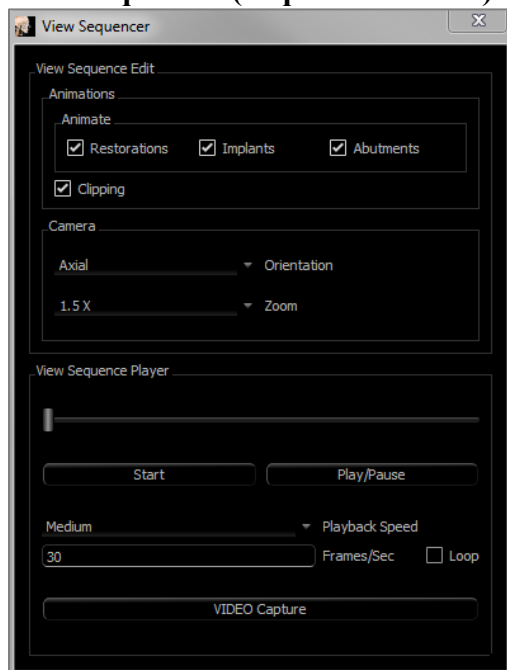 View Sequencer
View Sequence Edit
Animations
Animate
Restorations Implants Abutments
Clipping
Camera
Axial Orientation
1.5 X Zoom
View Sequence Player
Start Play/Pause
Medium Playback Speed
30 Frames/Sec Loop
VIDEO Capture